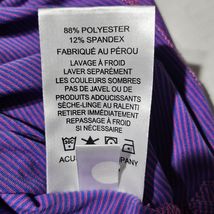 88% POLYESTER
12% SPANDEX
FABRIQUÉ AU PÉROU
LAVAGE À FROID
LAVER SEPARÉMENT
LES COULEURS SOMBRES
PAS DE JAVEL OU DE
PRODUITS ADOUCISSANTS
SÈCHE-LINGE AU RALENTI
RETIRER IMMÉDIATEMENT
REPASSAGE À FROID
SI NÉCESSAIRE